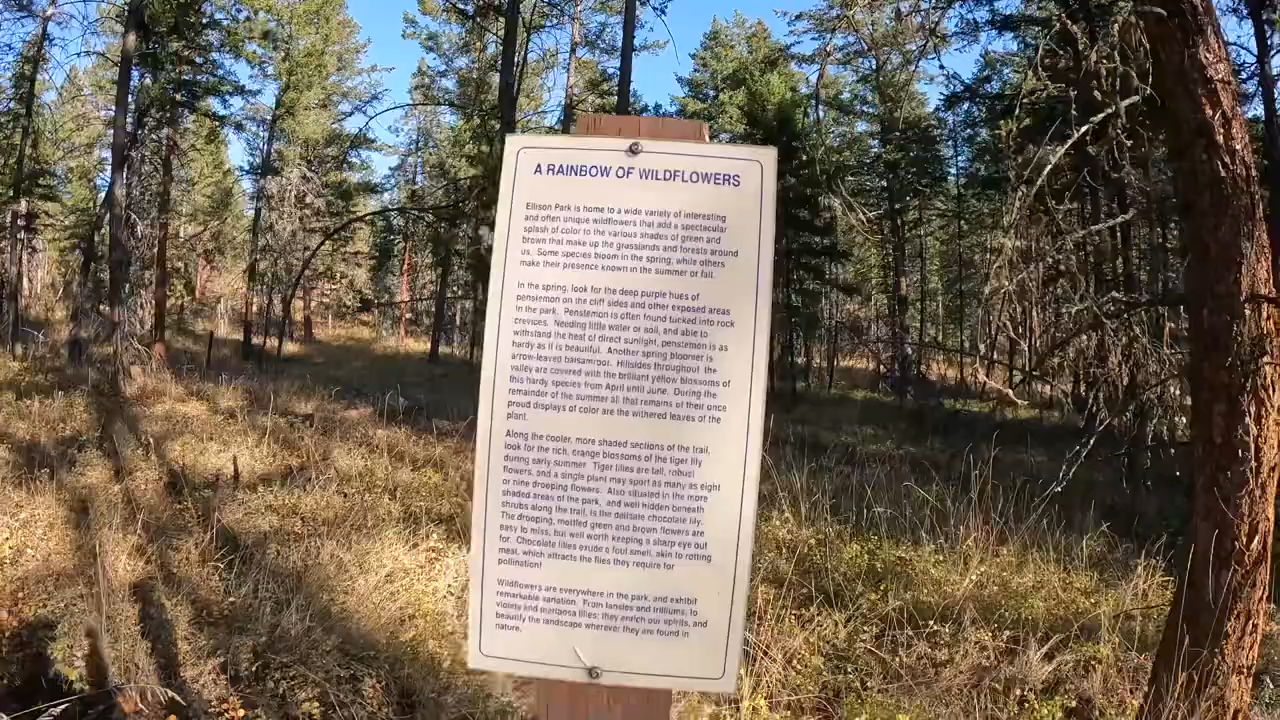 A RAINBOW OF WILDFLOWERS
Ellison Park is home to a wide variety of interesting
and often unique wildflowers that add a spectacular
splash of color to the various shades of green and
brown that make up the grasslands and forests around
us. Some species bloom in the spring, while others
make their presence known in the summer or fall.
In the spring, look for the deep purple hues of
penstemon on the cliff sides and other exposed areas
in the park. Penstemon is often found tucked into rock
crevices. Needing little water or soil, and able to
withstand the heat of direct sunlight, penstemon is as
hardy as it is beautiful. Another spring bloomer is
arrow-leaved balsamroot. Hillsides throughout the
valley are covered with the brilliant yellow blossoms of
this hardy species from April until June. During the
remainder of the summer all that remains of their once
proud displays of color are the withered leaves of the
plant.
Along the cooler, more shaded sections of the trail,
look for the rich, orange blossoms of the tiger lily
during early summer. Tiger lilies are tall, robust
flowers, and a single plant may sport as many as eight
or nine drooping flowers. Also situated in the more
shaded areas of the park, and well hidden beneath
shrubs along the trail, is the delicate chocolate lily.
The drooping, mottled green and brown flowers are
easy to miss, but well worth keeping a sharp eye out
for. Chocolate lilies exude a foul smell, akin to rotting
meat, which attracts the flies they require for
pollination!
Wildflowers are everywhere in the park, and exhibit
remarkable variation. From tansies and trilliums, to
violets and mariposa lilies; they enrich our spirits, and
beautify the landscape wherever they are found in
nature.